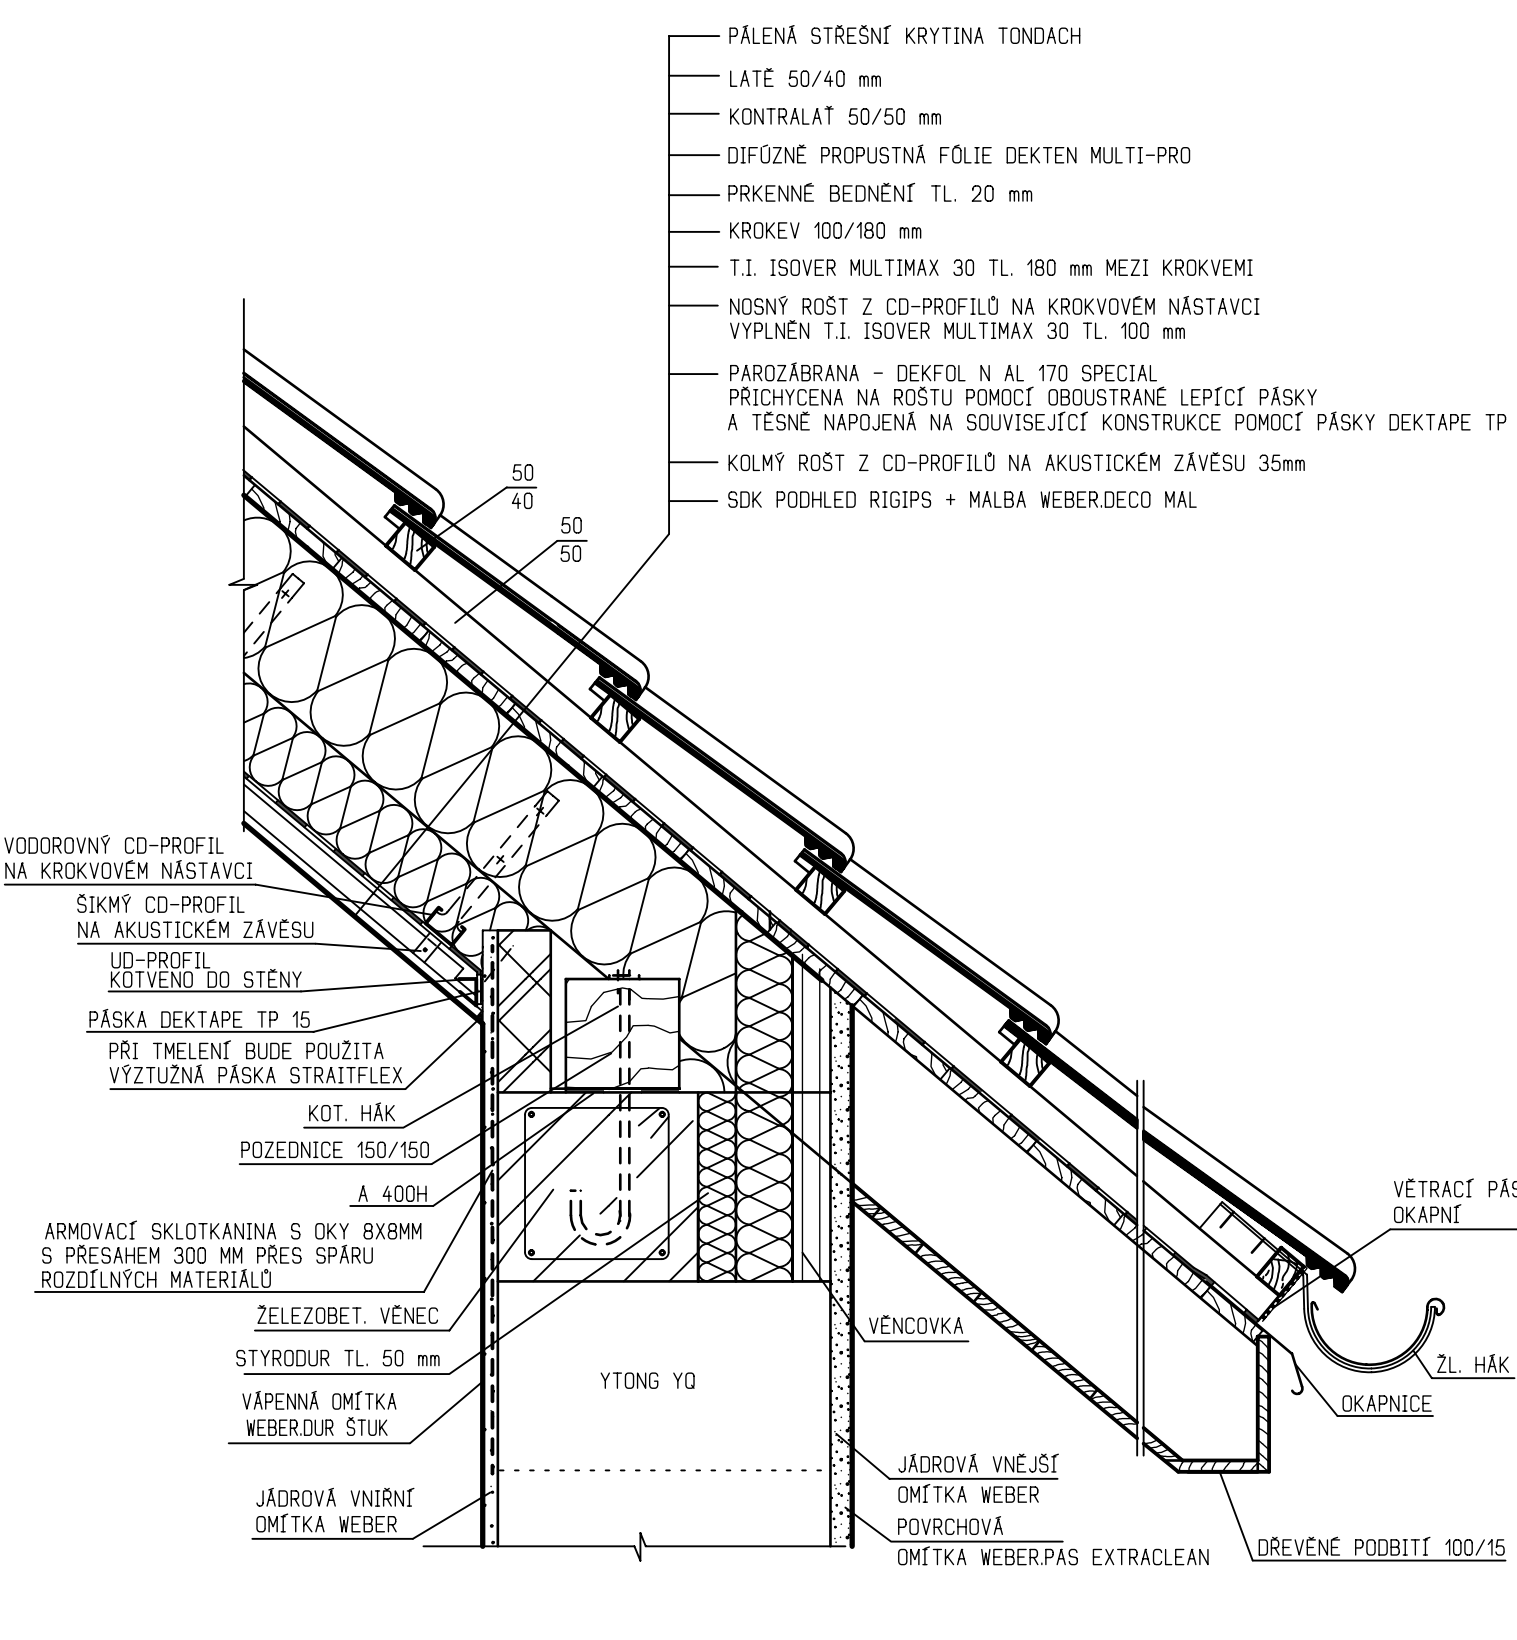 PÁLENÁ STŘEŠNÍ KRYTINA TONDACH
LATĚ 50/40 mm
KONTRALAŤ 50/50 mm
DIFÚZNĚ PROPUSTNÁ FÓLIE DEKTEN MULTI-PRO
PRKENNÉ BEDNĚNÍ TL. 20 mm
KROKEV 100/180 mm
T.I. ISOVER MULTIMAX 30 TL. 180 mm MEZI KROKVEMI
NOSNÝ ROŠT Z CD-PROFILŮ NA KROKVOVÉM NÁSTAVCI
VYPLNĚN T.I. ISOVER MULTIMAX 30 TL. 100 mm
PAROZÁBRANA - DEKFOL N AL 170 SPECIAL
PŘICHYCENA NA ROŠTU POMOCÍ OBOUSTRANÉ LEPÍCÍ PÁSKY
A TĚSNĚ NAPOJENÁ NA SOUVISEJÍCÍ KONSTRUKCE POMOCÍ PÁSKY DEKTAPE TP
KOLMÝ ROŠT Z CD-PROFILŮ NA AKUSTICKÉM ZÁVĚSU 35mm
SDK PODHLED RIGIPS + MALBA WEBER.DECO MAL
50
40
50
50
VODOROVNÝ CD-PROFIL
NA KROKVOVÉM NÁSTAVCI
ŠIKMÝ CD-PROFIL
NA AKUSTICKÉM ZÁVĚSU
UD-PROFIL
KOTVENO DO STĚNY
PÁSKA DEKTAPE TP 15
PŘI TMELENÍ BUDE POUŽITA
VÝZTUŽNÁ PÁSKA STRAITFLEX
KOT. HÁK
POZEDNICE 150/150
A 400H
ARMOVACÍ SKLOTKANINA S OKY 8X8MM
S PŘESAHEM 300 MM PŘES SPÁRU
ROZDÍLNÝCH MATERIÁLŮ
ŽELEZOBET. VĚNEC
STYRODUR TL. 50 mm
VÁPENNÁ OMÍTKA
WEBER.DUR ŠTUK
JÁDROVÁ VNIŘNÍ
OMÍTKA WEBER
YTONG YQ
VĚNCOVKA
JÁDROVÁ VNĚJŠÍ
OMÍTKA WEBER
POVRCHOVÁ
OMÍTKA WEBER.PAS EXTRACLEAN
VĚTRACÍ PÁS
OKAPNÍ
ŽL. HÁK
OKAPNICE
DŘEVĚNÉ PODBITÍ 100/15